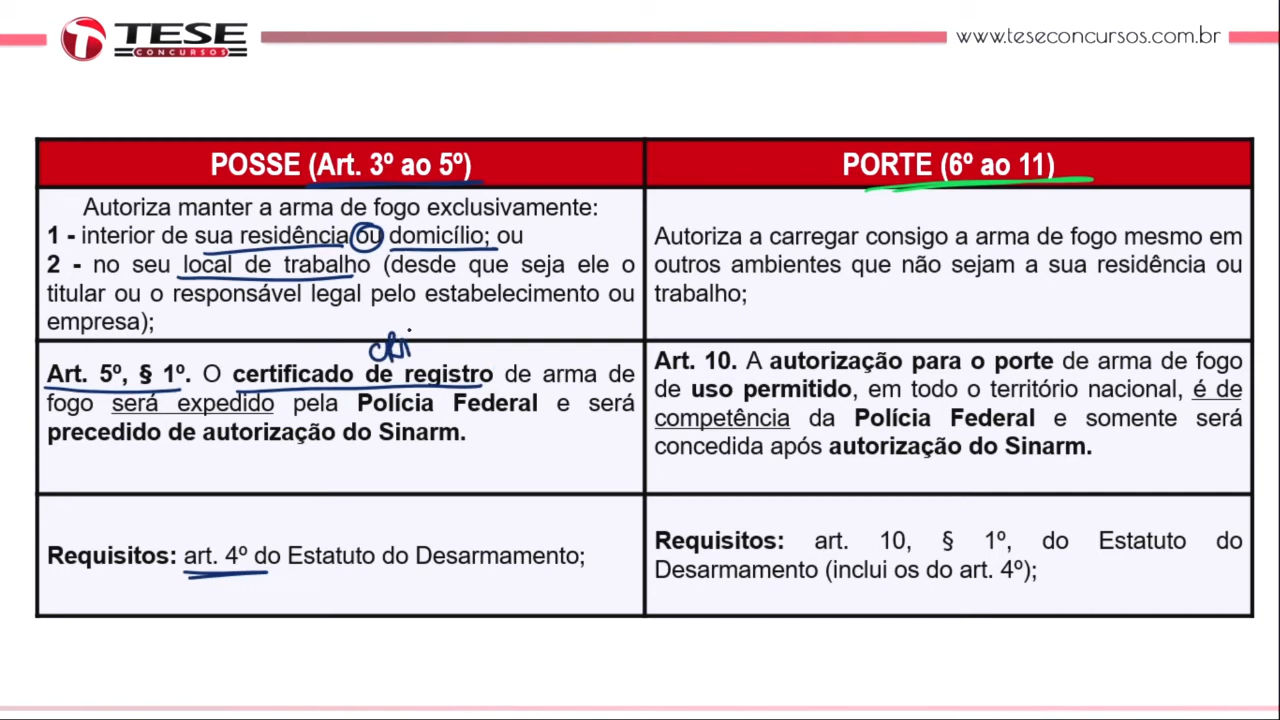 TESE
CONCURSOS
www.teseconcursos.com.br
POSSE (Art. 3º ao 5º)
PORTE (6º ao 11)
Autoriza manter a arma de fogo exclusivamente:
1 - interior de sua residência ou domicílio; ou
2 - no seu local de trabalho (desde que seja ele o
titular ou o responsável legal pelo estabelecimento ou
empresa);
Autoriza a carregar consigo a arma de fogo mesmo em
outros ambientes que não sejam a sua residência ou
trabalho;
Art. 5º, § 1º. O certificado de registro de arma de
fogo será expedido pela Polícia Federal e será
precedido de autorização do Sinarm.
Art. 10. A autorização para o porte de arma de fogo
de uso permitido, em todo o território nacional, é de
competência da Polícia Federal e somente será
concedida após autorização do Sinarm.
Requisitos: art. 4º do Estatuto do Desarmamento;
Requisitos: art. 10, § 1º, do Estatuto do
Desarmamento (inclui os do art. 4º);